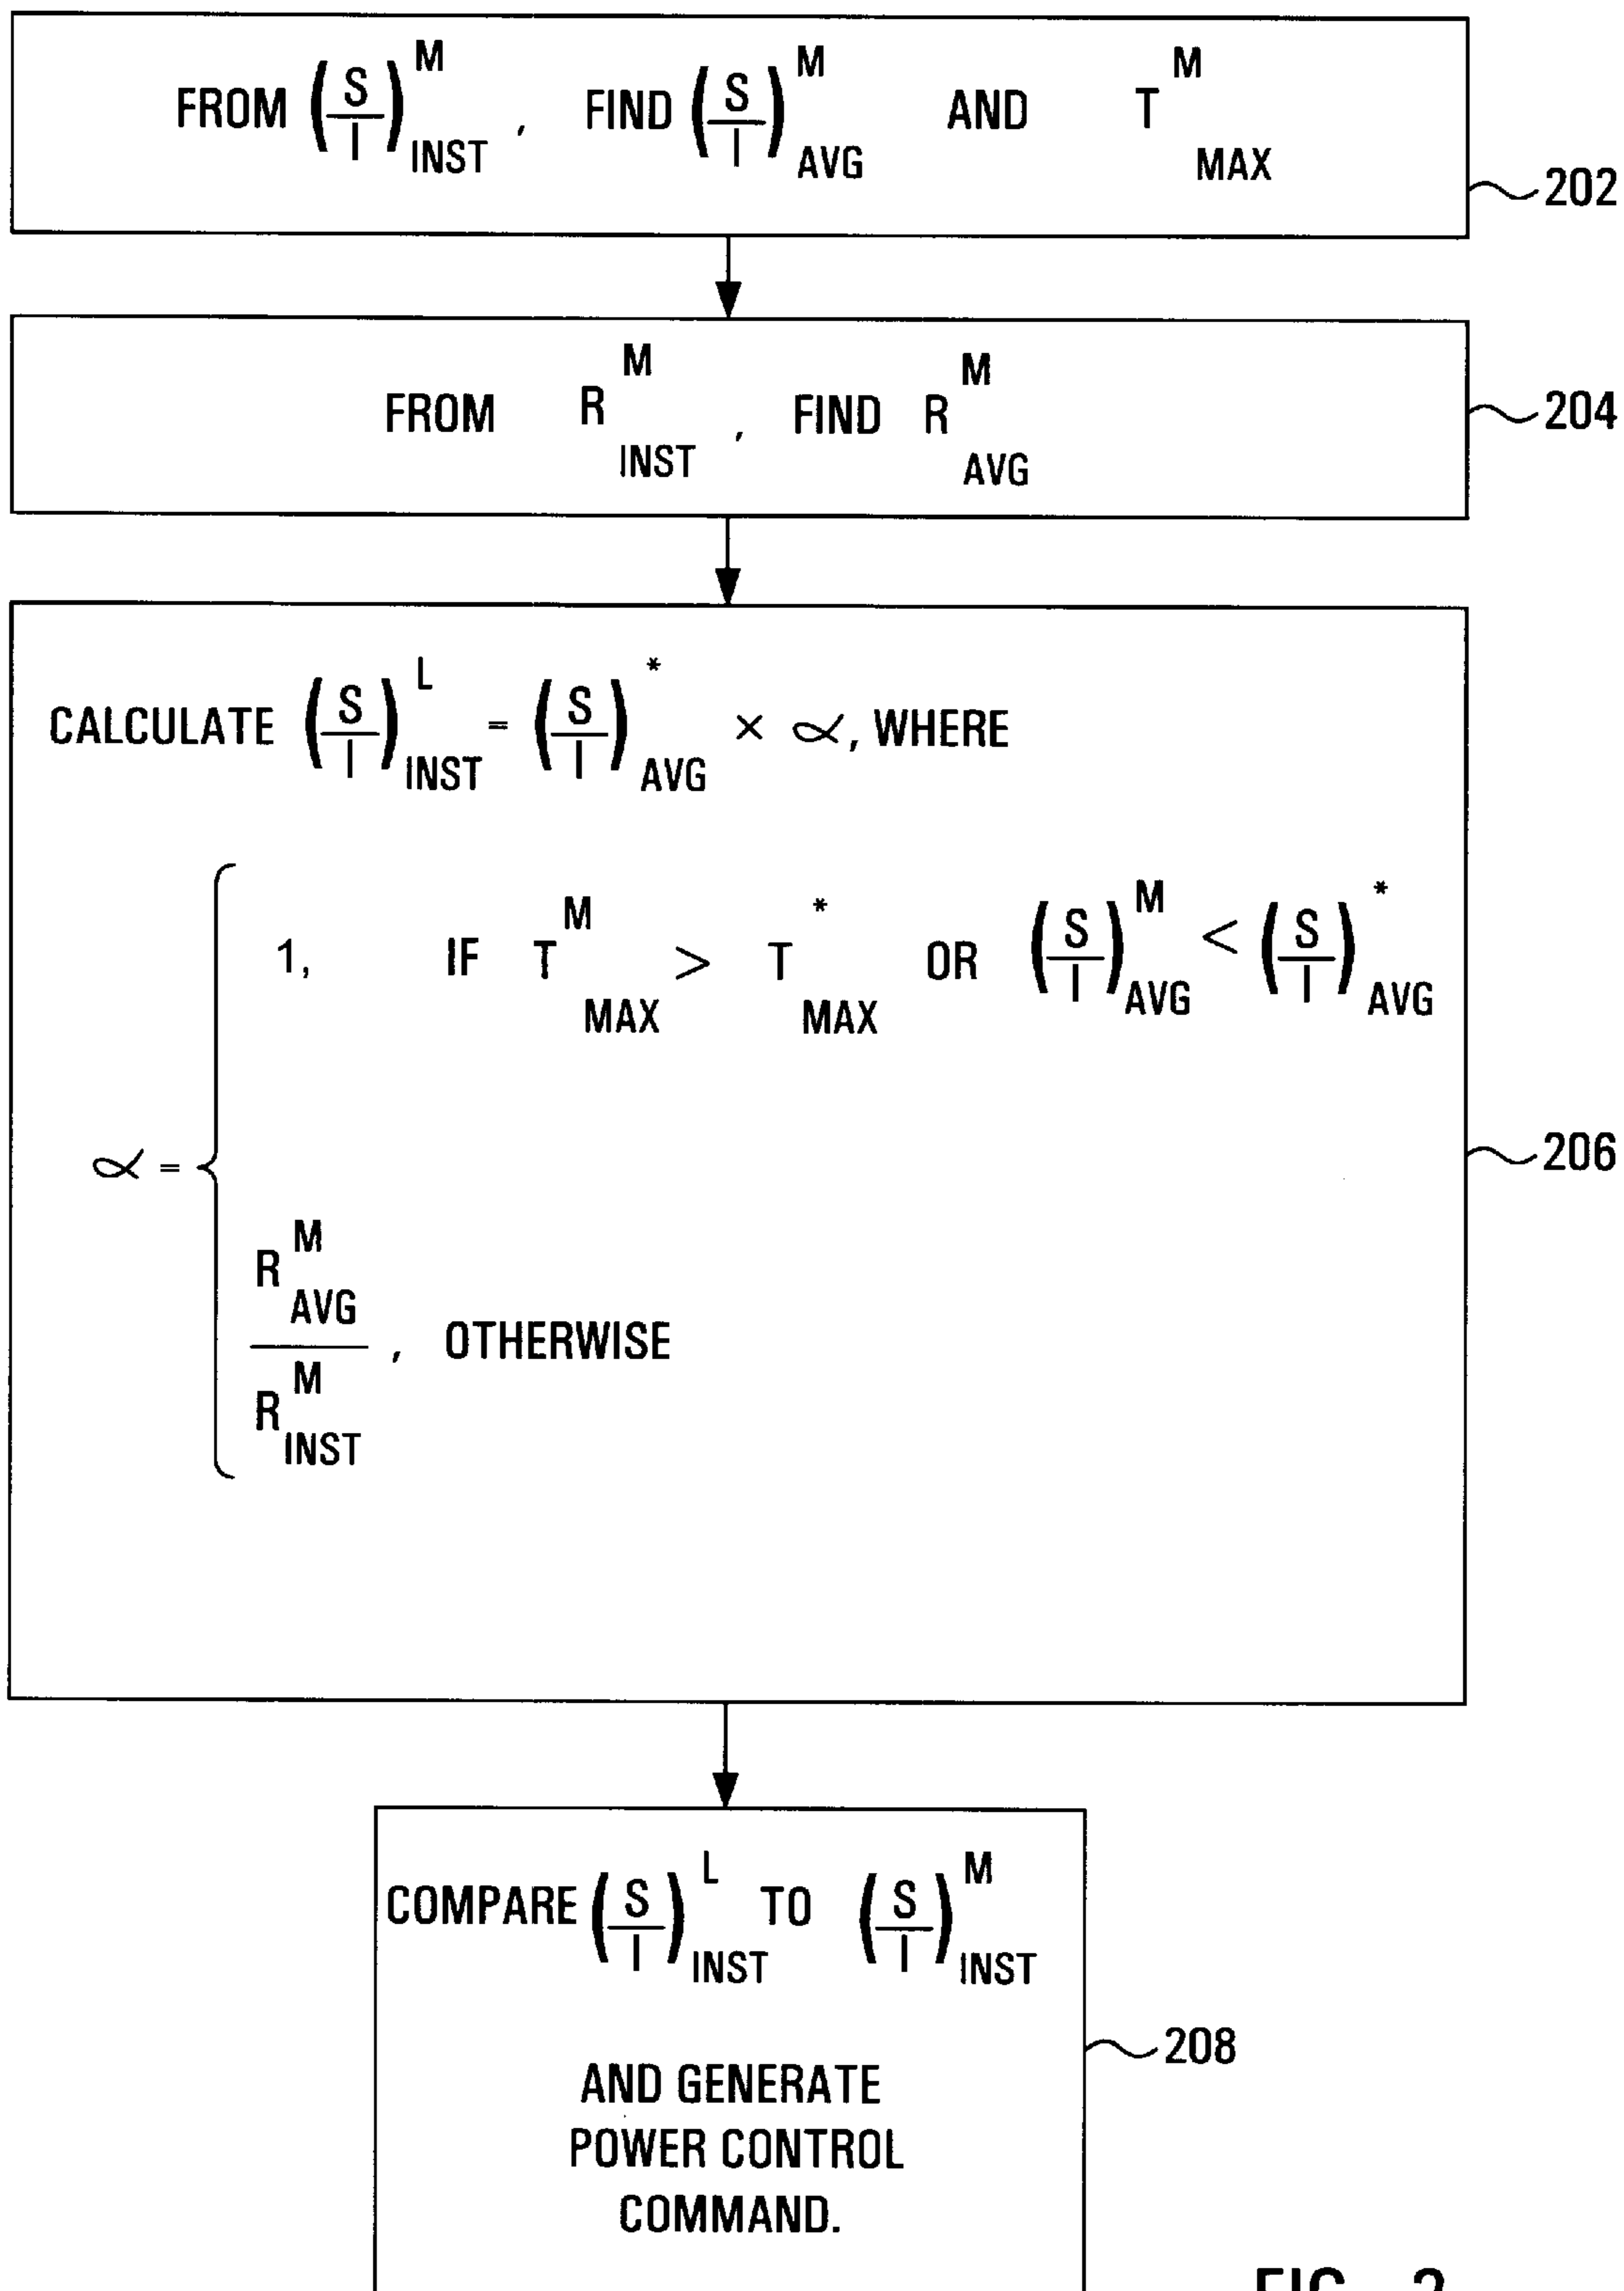 FROM (S/I)^M_INST , FIND (S/I)^M_AVG AND T^M_MAX
202
FROM R^M_INST , FIND R^M_AVG
204
CALCULATE (S/I)^L_INST = (S/I)^*_AVG × α, WHERE
1, IF T^M_MAX > T^*_MAX OR (S/I)^M_AVG < (S/I)^*_AVG
α =
206
R^M_AVG / R^M_INST , OTHERWISE
COMPARE (S/I)^L_INST TO (S/I)^M_INST
208
AND GENERATE
POWER CONTROL
COMMAND.